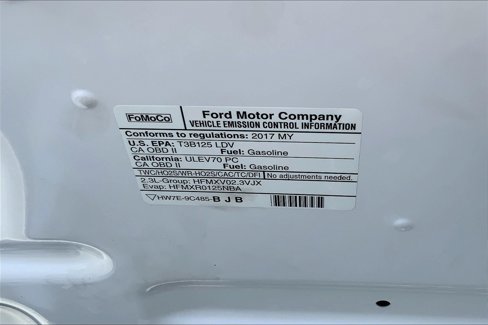 FoMoCo
Ford Motor Company
VEHICLE EMISSION CONTROL INFORMATION
Conforms to regulations: 2017 MY
U.S. EPA: T3B125 LDV
CA OBD II Fuel: Gasoline
California: ULEV70 PC
CA OBD II Fuel: Gasoline
TWC/HO2S/WR-HO2S/CAC/TC/DFI No adjustments needed.
2.3L-Group: HFMXV02.3VJX
Evap: HFMXR0125NBA
HW7E-9C485-BJB